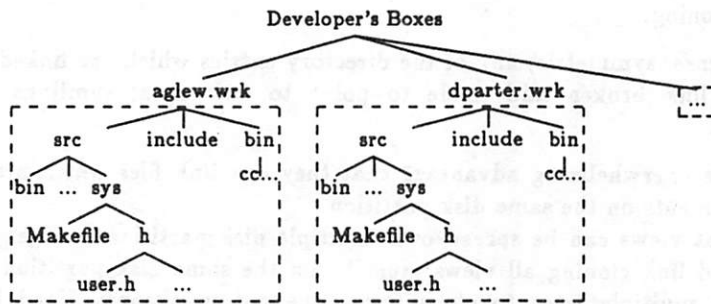 Developer's Boxes
aglew.wrk dparter.wrk
src include bin src include bin
cc... cc...
bin ... sys bin ... sys
Makefile h Makefile h
user.h ... user.h ...